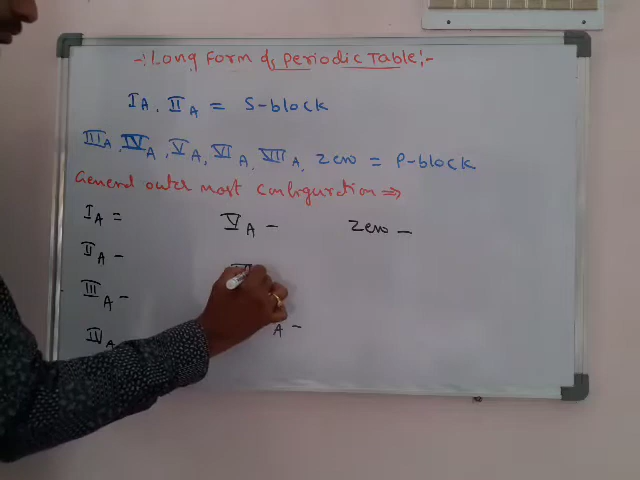 -: Long Form of Periodic Table :-
IA, IIA = S-block
IIIA, IVA, VA, VIA, VIIA, Zero = P-block
General outer most configuration ⇒
IA = VA - Zero -
IIA -
IIIA -
IVA A -